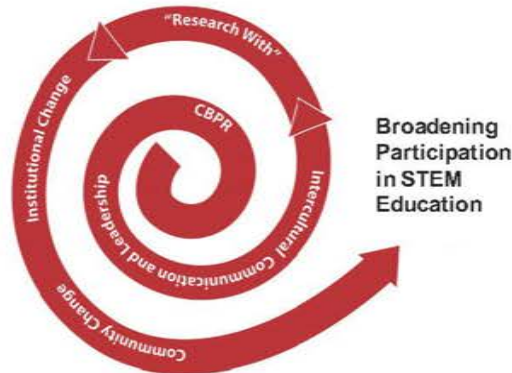 "Research With"
CBPR
Institutional Change
Intercultural Communication and Leadership
Community Change
Broadening
Participation
in STEM
Education